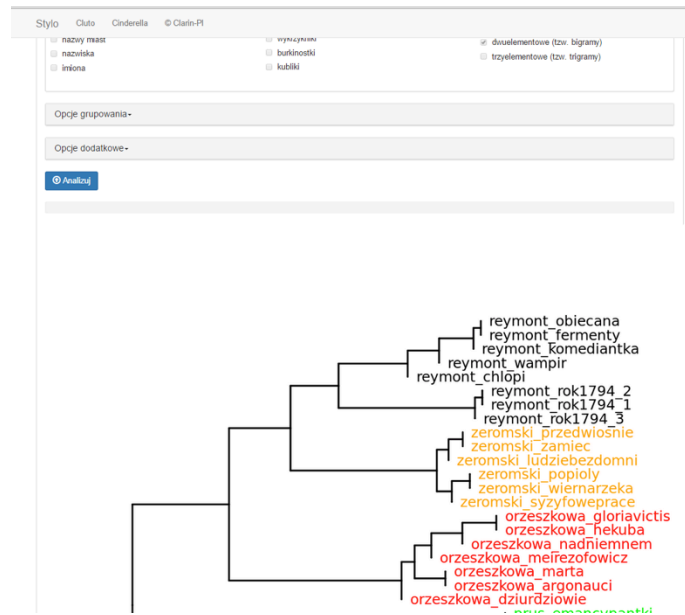 Stylo Cluto Cinderella © Clarin-Pl
nazwy miast wykrzykniki dwuelementowe (tzw. bigramy)
nazwiska burkinostki trzyelementowe (tzw. trigramy)
imiona kubliki
Opcje grupowania
Opcje dodatkowe
Analizuj
reymont_obiecana
reymont_fermenty
reymont_komediantka
reymont_wampir
reymont_chlopi
reymont_rok1794_2
reymont_rok1794_1
reymont_rok1794_3
zeromski_przedwiosnie
zeromski_zamiec
zeromski_ludziebezdomni
zeromski_popioly
zeromski_wiernarzeka
zeromski_syzyfoweprace
orzeszkowa_gloriavictis
orzeszkowa_hekuba
orzeszkowa_nadniemnem
orzeszkowa_meirezofowicz
orzeszkowa_marta
orzeszkowa_argonauci
orzeszkowa_dziurdziowie
prus_emancypantki